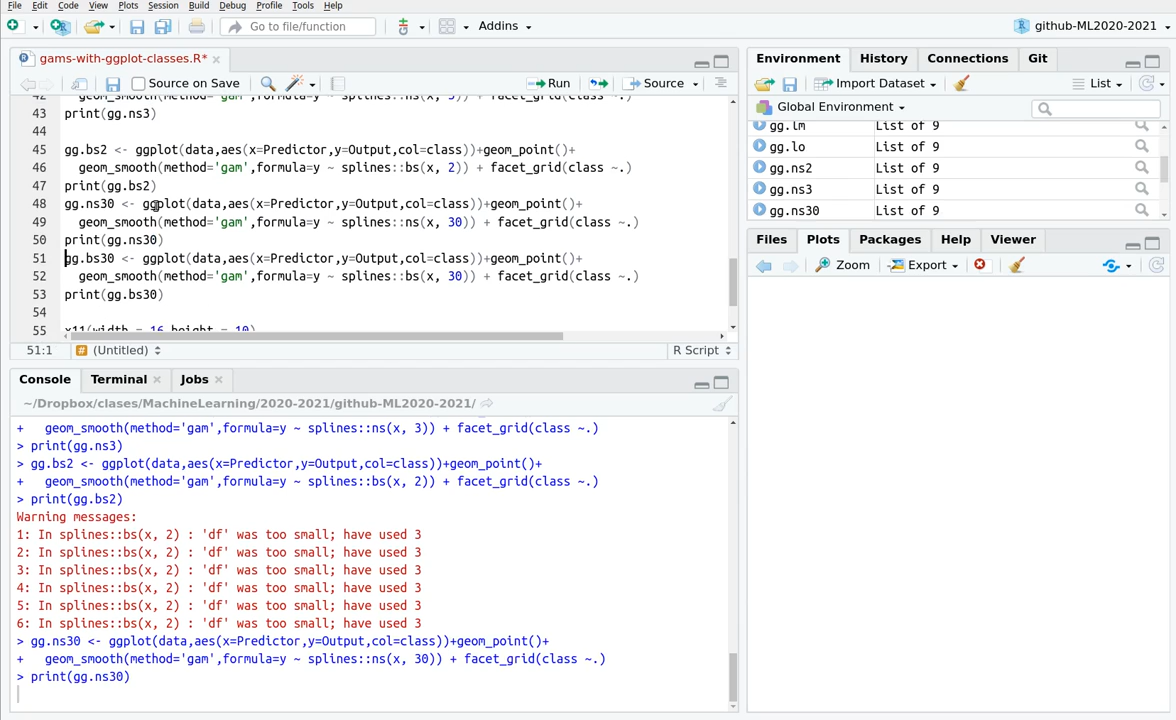 File Edit Code View Plots Session Build Debug Profile Tools Help
Go to file/function
Addins
github-ML2020-2021
gams-with-ggplot-classes.R*
Source on Save
Run
Source
42 geom_smooth(method='gam',formula=y ~ splines::ns(x, 3)) + facet_grid(class ~.)
43 print(gg.ns3)
44
45 gg.bs2 <- ggplot(data,aes(x=Predictor,y=Output,col=class))+geom_point()+
46 geom_smooth(method='gam',formula=y ~ splines::bs(x, 2)) + facet_grid(class ~.)
47 print(gg.bs2)
48 gg.ns30 <- ggplot(data,aes(x=Predictor,y=Output,col=class))+geom_point()+
49 geom_smooth(method='gam',formula=y ~ splines::ns(x, 30)) + facet_grid(class ~.)
50 print(gg.ns30)
51 gg.bs30 <- ggplot(data,aes(x=Predictor,y=Output,col=class))+geom_point()+
52 geom_smooth(method='gam',formula=y ~ splines::bs(x, 30)) + facet_grid(class ~.)
53 print(gg.bs30)
54
55 x11(width = 16,height = 10)
51:1
(Untitled)
R Script
Console Terminal Jobs
~/Dropbox/clases/MachineLearning/2020-2021/github-ML2020-2021/
+ geom_smooth(method='gam',formula=y ~ splines::ns(x, 3)) + facet_grid(class ~.)
> print(gg.ns3)
> gg.bs2 <- ggplot(data,aes(x=Predictor,y=Output,col=class))+geom_point()+
+ geom_smooth(method='gam',formula=y ~ splines::bs(x, 2)) + facet_grid(class ~.)
> print(gg.bs2)
Warning messages:
1: In splines::bs(x, 2) : 'df' was too small; have used 3
2: In splines::bs(x, 2) : 'df' was too small; have used 3
3: In splines::bs(x, 2) : 'df' was too small; have used 3
4: In splines::bs(x, 2) : 'df' was too small; have used 3
5: In splines::bs(x, 2) : 'df' was too small; have used 3
6: In splines::bs(x, 2) : 'df' was too small; have used 3
> gg.ns30 <- ggplot(data,aes(x=Predictor,y=Output,col=class))+geom_point()+
+ geom_smooth(method='gam',formula=y ~ splines::ns(x, 30)) + facet_grid(class ~.)
> print(gg.ns30)
Environment History Connections Git
Import Dataset
List
Global Environment
gg.lm List of 9
gg.lo List of 9
gg.ns2 List of 9
gg.ns3 List of 9
gg.ns30 List of 9
Files Plots Packages Help Viewer
Zoom
Export